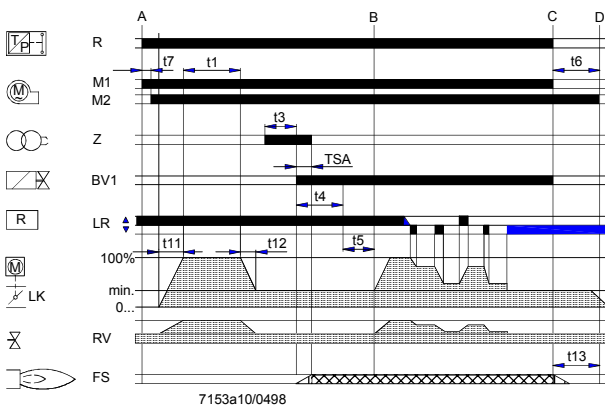 A B C D
T P R
t7 t1 t6
M M1
M2
t3
Z
TSA
BV1
t4
R LR
t11 t12 t5
M 100%
LK min.
0...
RV
t13
FS
7153a10/0498